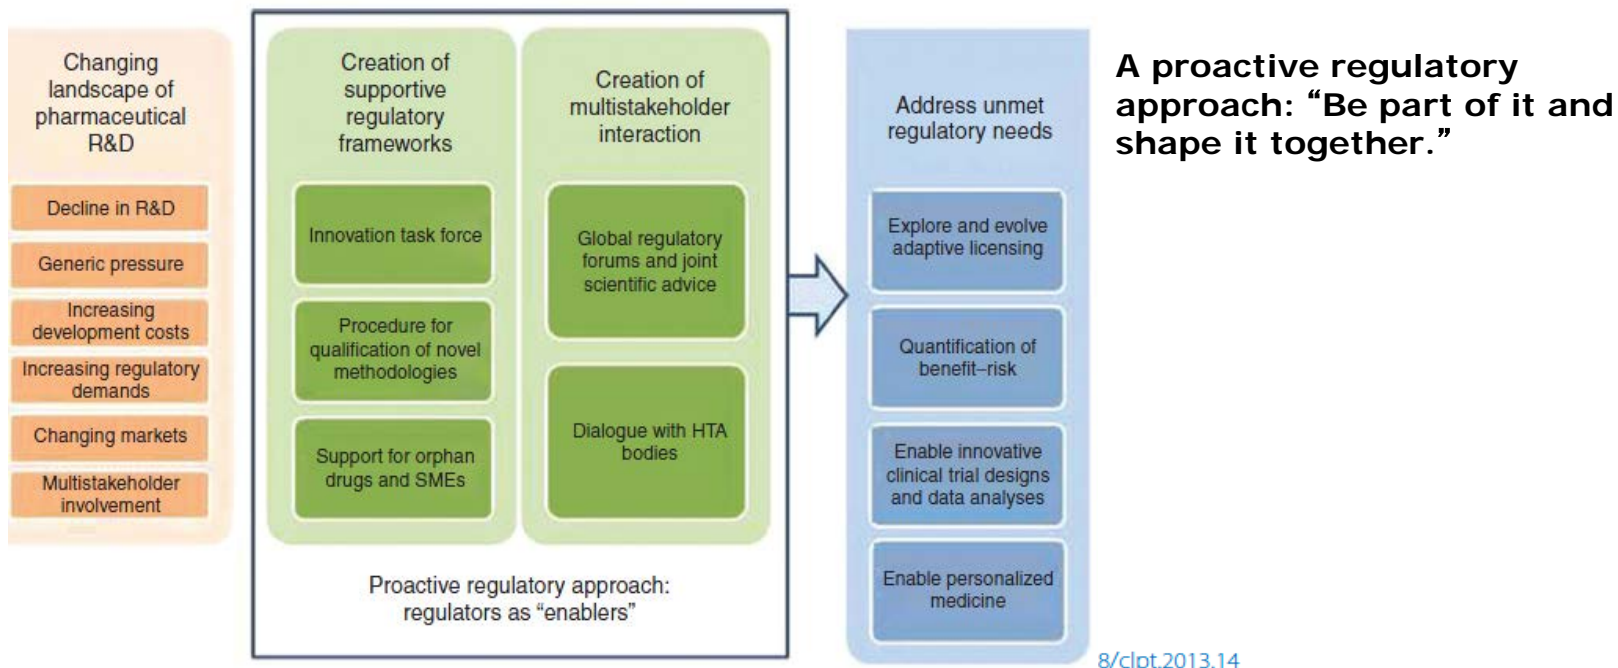 Changing
landscape of
pharmaceutical
R&D
Decline in R&D
Generic pressure
Increasing
development costs
Increasing regulatory
demands
Changing markets
Multistakeholder
involvement
Creation of
supportive
regulatory
frameworks
Innovation task force
Procedure for
qualification of novel
methodologies
Support for orphan
drugs and SMEs
Creation of
multistakeholder
interaction
Global regulatory
forums and joint
scientific advice
Dialogue with HTA
bodies
Proactive regulatory approach:
regulators as “enablers”
Address unmet
regulatory needs
Explore and evolve
adaptive licensing
Quantification of
benefit–risk
Enable innovative
clinical trial designs
and data analyses
Enable personalized
medicine
A proactive regulatory
approach: “Be part of it and
shape it together.”
8/clpt.2013.14